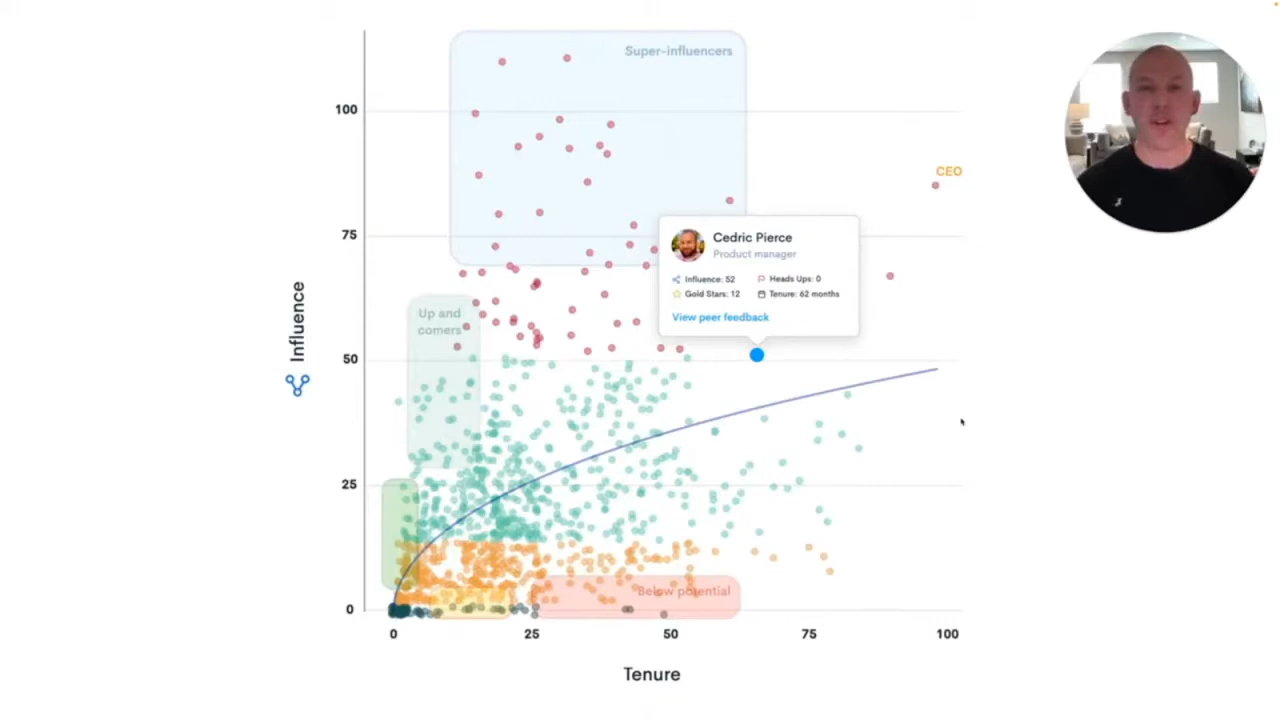 Super-influencers
100
CEO
75
Cedric Pierce
Product manager
Influence: 52
Heads Ups: 0
Gold Stars: 12
Tenure: 62 months
View peer feedback
Up and
comers
Influence
50
25
Below potential
0
0
25
50
75
100
Tenure